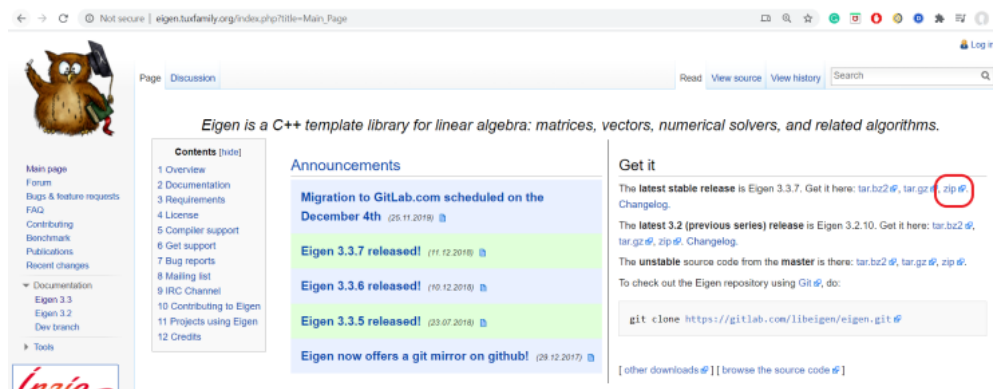 Not secure | eigen.tuxfamily.org/index.php?title=Main_Page
Log in
Page Discussion
Read View source View history Search
Eigen is a C++ template library for linear algebra: matrices, vectors, numerical solvers, and related algorithms.
Main page
Forum
Bugs & feature requests
FAQ
Contributing
Benchmark
Publications
Recent changes
Documentation
Eigen 3.3
Eigen 3.2
Dev branch
Tools
Contents [hide]
1 Overview
2 Documentation
3 Requirements
4 License
5 Compiler support
6 Get support
7 Bug reports
8 Mailing list
9 IRC Channel
10 Contributing to Eigen
11 Projects using Eigen
12 Credits
Announcements
Migration to GitLab.com scheduled on the
December 4th (25.11.2019)
Eigen 3.3.7 released! (11.12.2018)
Eigen 3.3.6 released! (10.12.2018)
Eigen 3.3.5 released! (23.07.2018)
Eigen now offers a git mirror on github! (29.12.2017)
Get it
The latest stable release is Eigen 3.3.7. Get it here: tar.bz2, tar.gz, zip.
Changelog.
The latest 3.2 (previous series) release is Eigen 3.2.10. Get it here: tar.bz2,
tar.gz, zip. Changelog.
The unstable source code from the master is there: tar.bz2, tar.gz, zip.
To check out the Eigen repository using Git, do:
git clone https://gitlab.com/libeigen/eigen.git
[ other downloads ] [ browse the source code ]